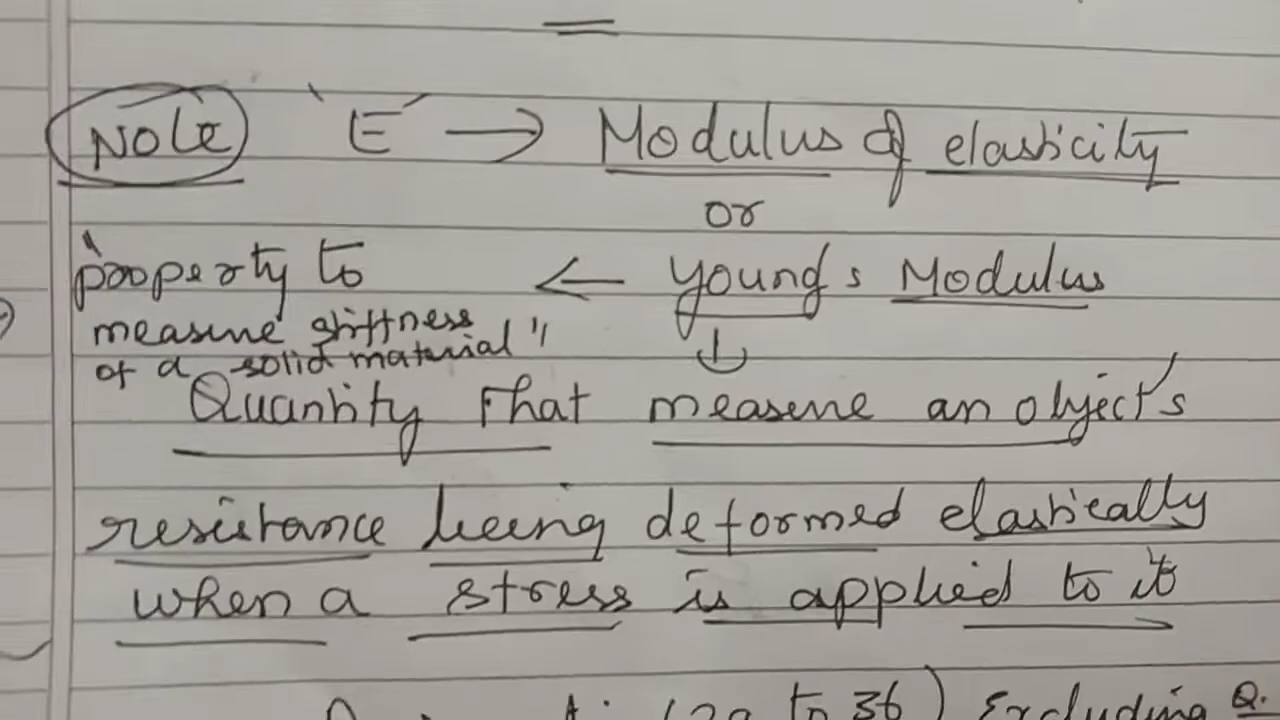 Note 'E' → Modulus of elasticity
or
"property to ← Young's Modulus
measure stiffness
of a solid material"
↓
Quantity that measure an object's
resistance being deformed elastically
when a stress is applied to it
to 36) Excluding Q.